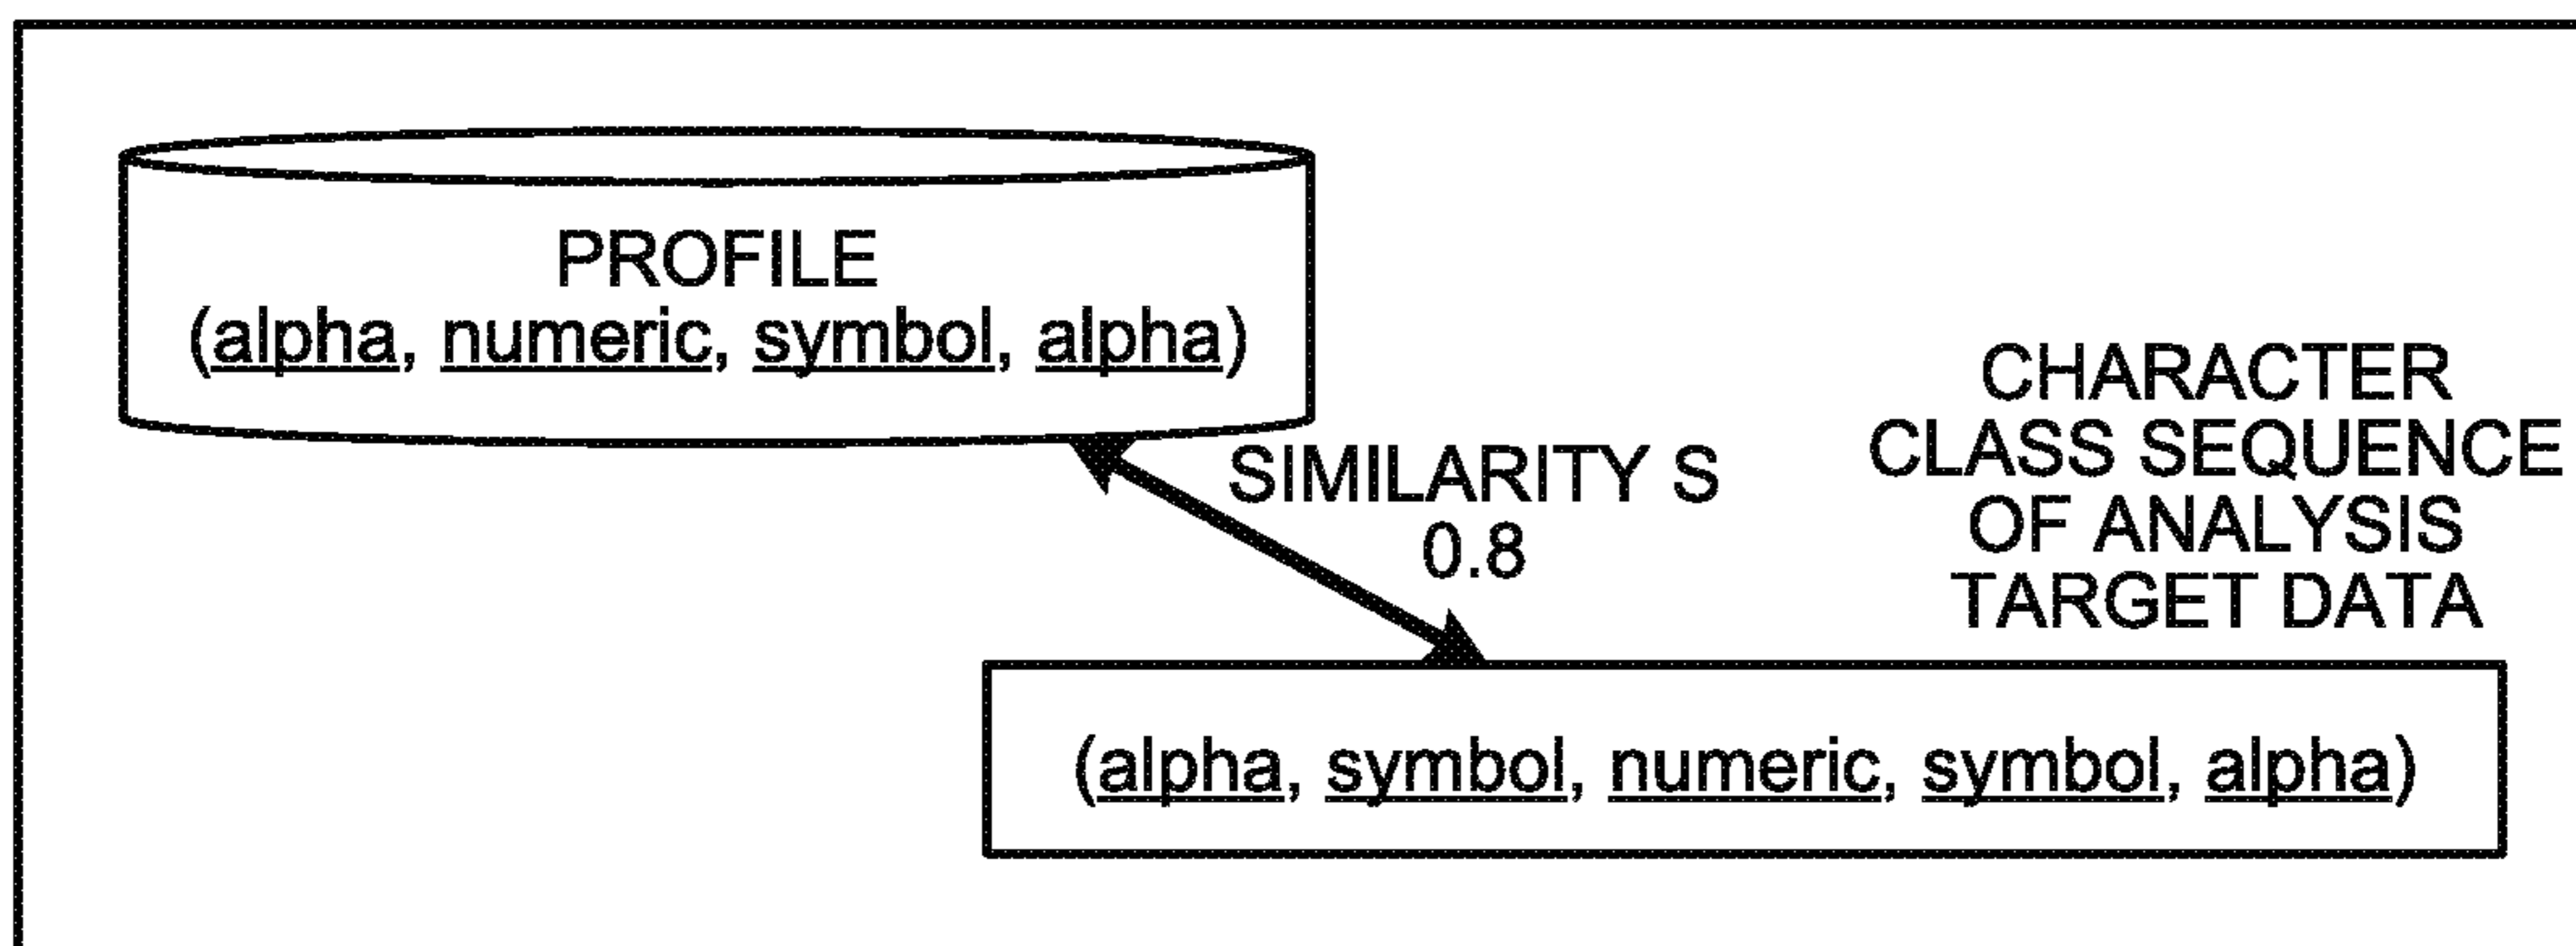 PROFILE
(alpha, numeric, symbol, alpha)
SIMILARITY S
0.8
CHARACTER
CLASS SEQUENCE
OF ANALYSIS
TARGET DATA
(alpha, symbol, numeric, symbol, alpha)